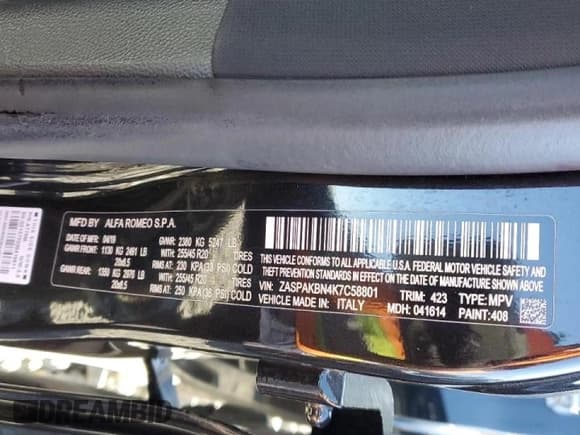 MFD BY ALFA ROMEO S.P.A.
DATE 04/19 GVWR: 2380 KG 5247 LB
GAWR FRONT: 1130 KG 2491 LB WITH 255/45 R20 TIRES
20x8.5 RIMS AT: 230 KPA (33 PSI) COLD
GAWR REAR: 1350 KG 2976 LB WITH 255/45 R20 TIRES
20x8.5 RIMS AT: 250 KPA (36 PSI) COLD
THIS VEHICLE CONFORMS TO ALL APPLICABLE U.S.A. FEDERAL MOTOR VEHICLE SAFETY AND THEFT PREVENTION STANDARDS IN EFFECT ON THE DATE OF MANUFACTURE SHOWN ABOVE
V.I.N.: ZASPAKBN4K7C58801 TRIM: 423 TYPE: MPV
VEHICLE MADE IN: ITALY MDH: 041614 PAINT: 408
DREAMBID